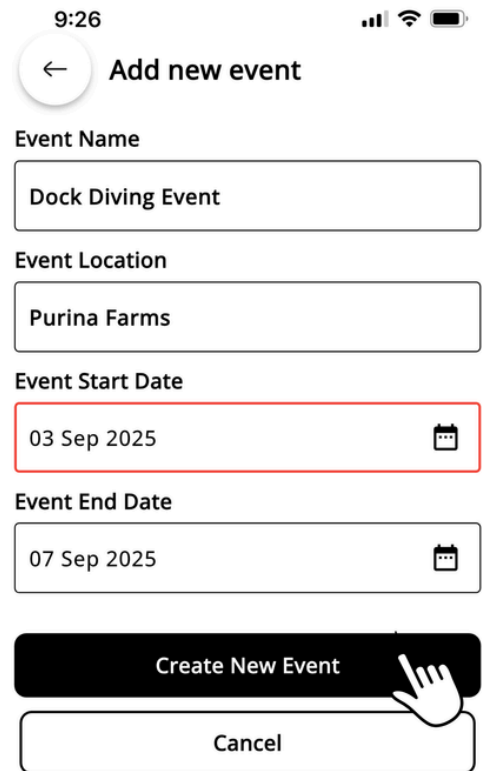 9:26
Add new event
Event Name
Dock Diving Event
Event Location
Purina Farms
Event Start Date
03 Sep 2025
Event End Date
07 Sep 2025
Create New Event
Cancel